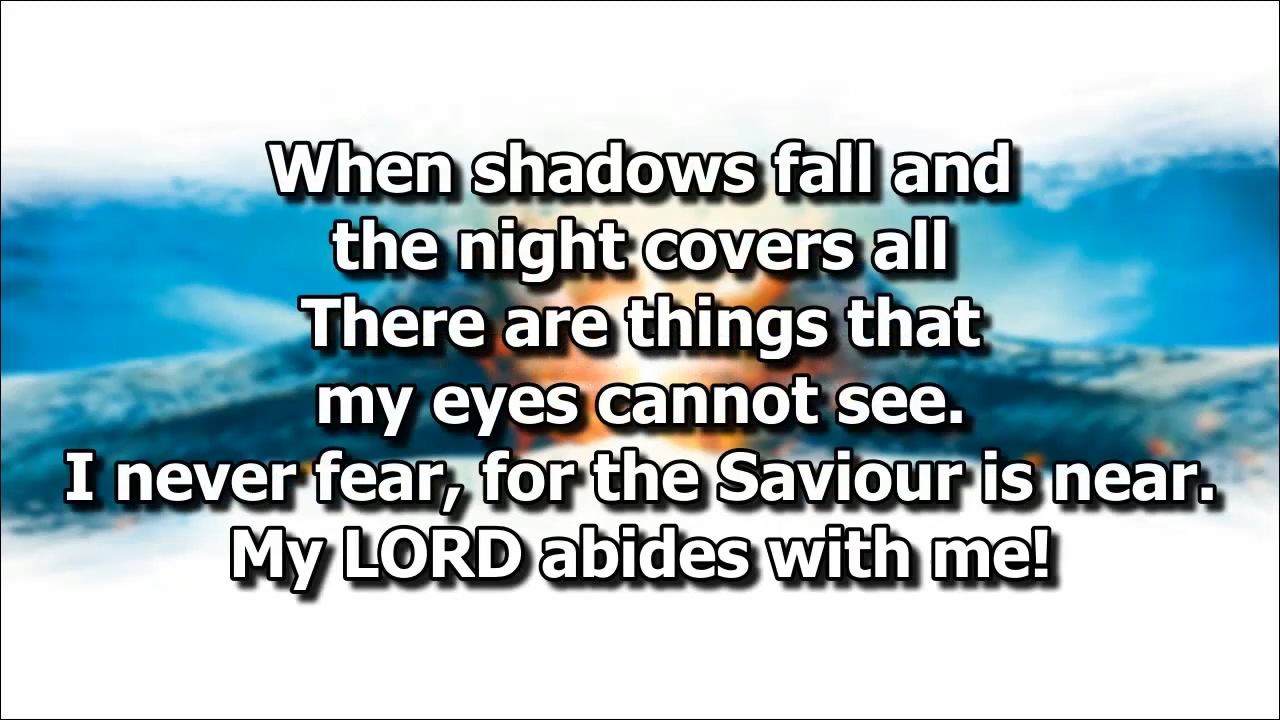 When shadows fall and
the night covers all
There are things that
my eyes cannot see.
I never fear, for the Saviour is near.
My LORD abides with me!